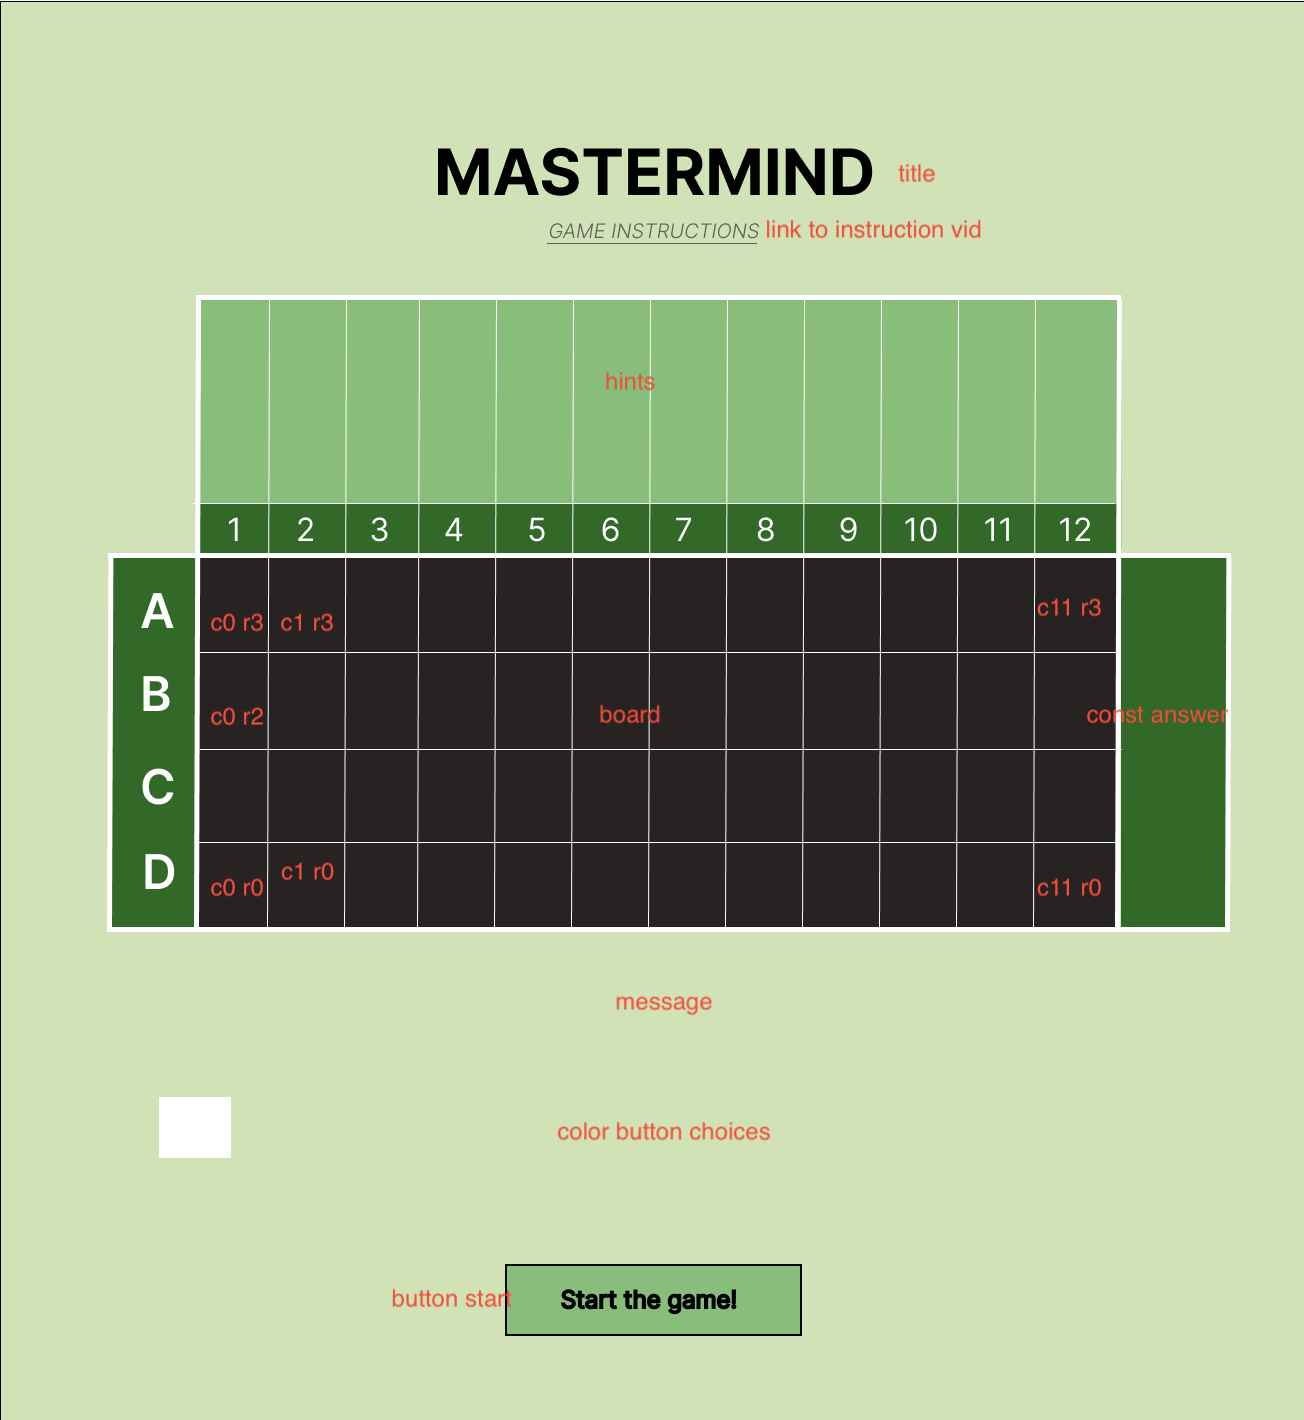 MASTERMIND title
GAME INSTRUCTIONS link to instruction vid
hints
1 2 3 4 5 6 7 8 9 10 11 12
A c0 r3 c1 r3 c11 r3
B c0 r2 board const answer
C
D c0 r0 c1 r0 c11 r0
message
color button choices
button start Start the game!